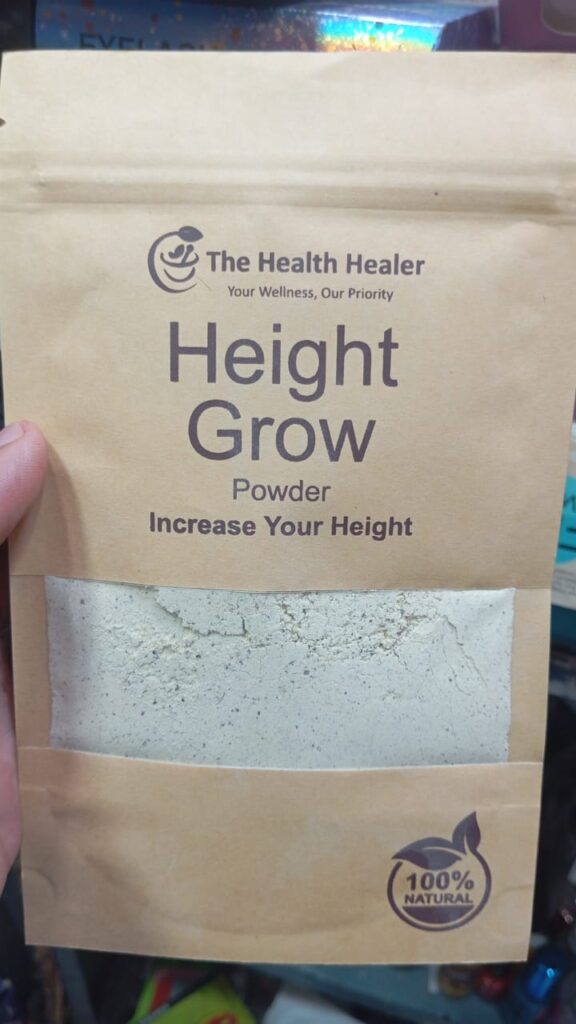 The Health Healer
Your Wellness, Our Priority
Height
Grow
Powder
Increase Your Height
100%
NATURAL